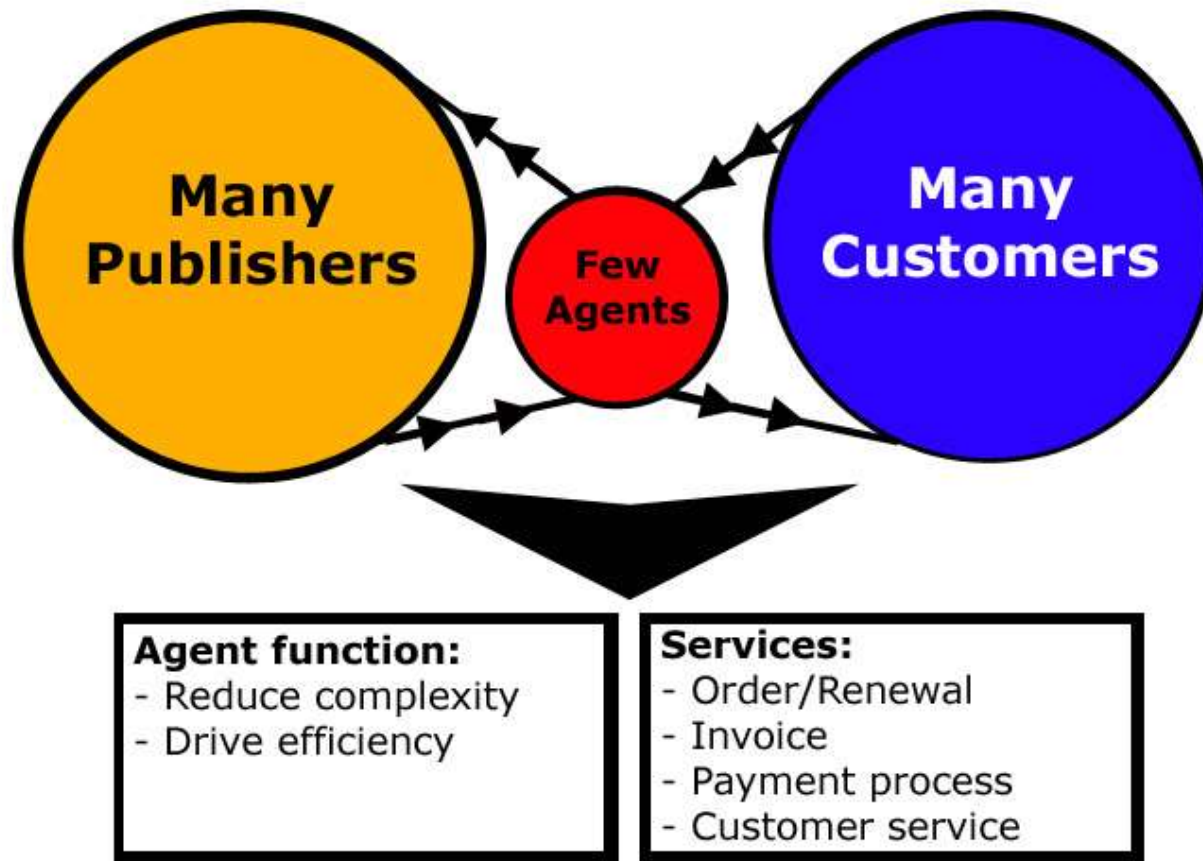 Many
Publishers
Few
Agents
Many
Customers
Agent function:
- Reduce complexity
- Drive efficiency
Services:
- Order/Renewal
- Invoice
- Payment process
- Customer service